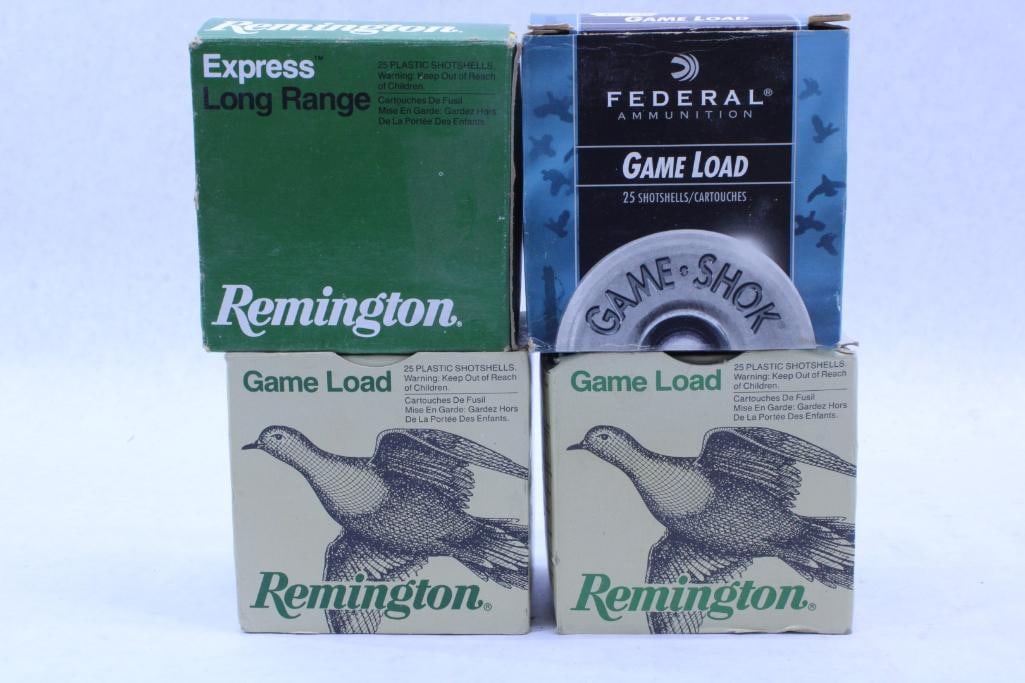 Remington.
Express™
Long Range
25 PLASTIC SHOTSHELLS.
Warning: Keep Out of Reach
of Children.
Cartouches De Fusil
Mise En Garde: Gardez Hors
De La Portée Des Enfants.
Remington®
GAME LOAD
FEDERAL®
AMMUNITION
GAME LOAD
25 SHOTSHELLS/CARTOUCHES
GAME•SHOK
Game Load
25 PLASTIC SHOTSHELLS.
Warning: Keep Out of Reach
of Children.
Cartouches De Fusil
Mise En Garde: Gardez Hors
De La Portée Des Enfants.
Remington®
Game Load
25 PLASTIC SHOTSHELLS.
Warning: Keep Out of Reach
of Children.
Cartouches De Fusil
Mise En Garde: Gardez Hors
De La Portée Des Enfants.
Remington®